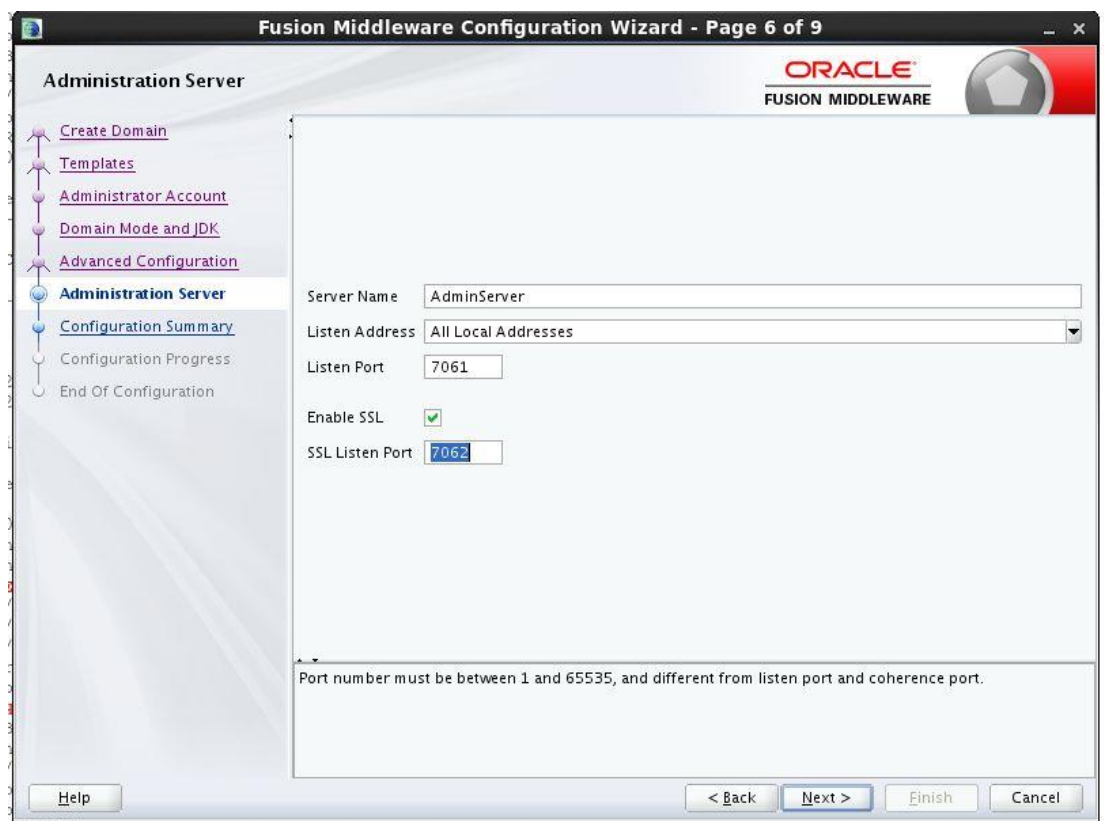 Fusion Middleware Configuration Wizard - Page 6 of 9
Administration Server
ORACLE
FUSION MIDDLEWARE
Create Domain
Templates
Administrator Account
Domain Mode and JDK
Advanced Configuration
Administration Server
Configuration Summary
Configuration Progress
End Of Configuration
Server Name AdminServer
Listen Address All Local Addresses
Listen Port 7061
Enable SSL
SSL Listen Port 7062
Port number must be between 1 and 65535, and different from listen port and coherence port.
Help < Back Next > Finish Cancel